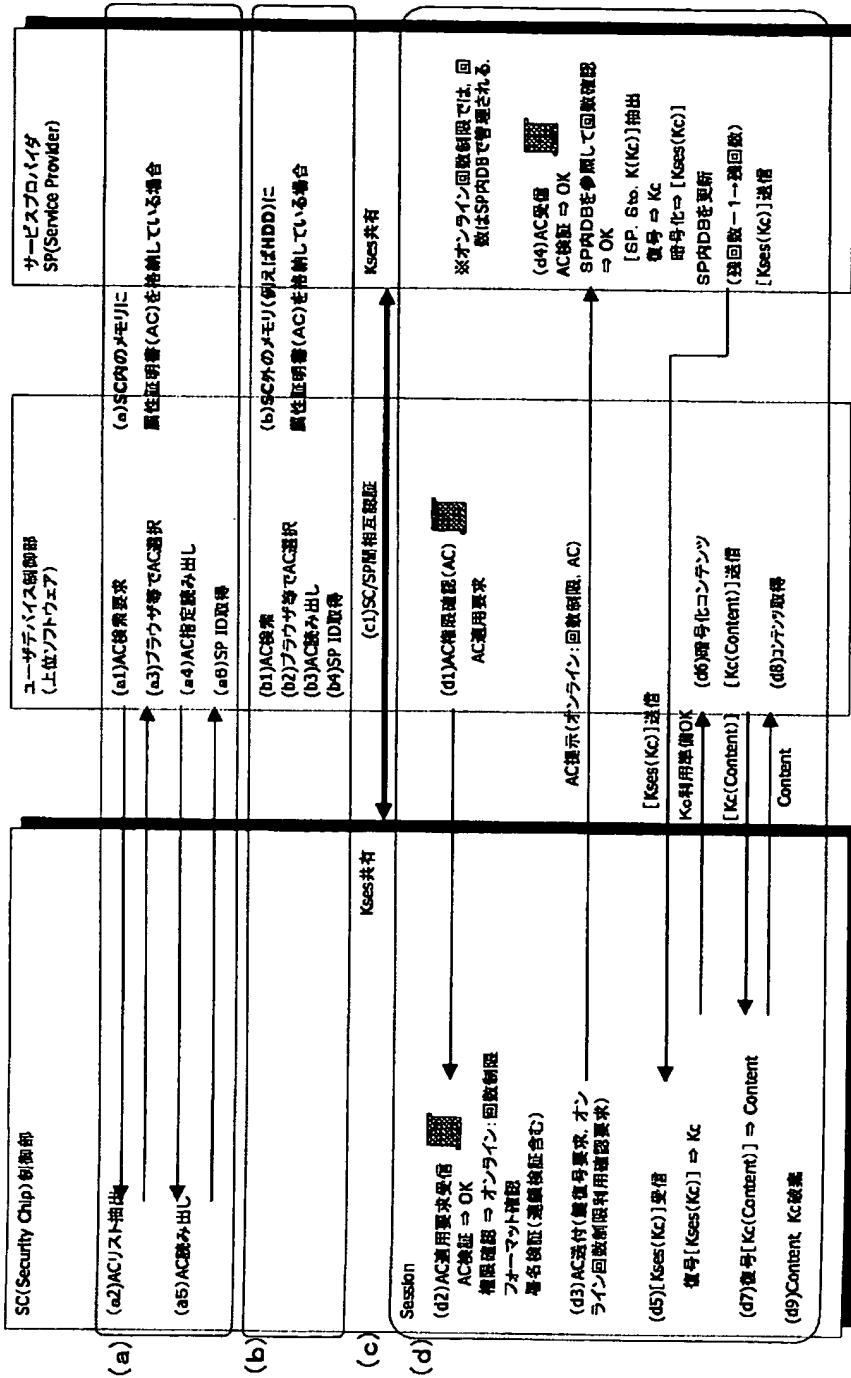 SC(Security Chip)制御部
ユーザデバイス制御部
(上位ソフトウェア)
サービスプロバイダ
SP(Service Provider)
(a)
(a2)ACリスト抽出
(a5)AC読み出し
(a1)AC検索要求
(a3)ブラウザ等でAC選択
(a4)AC指定読み出し
(a6)SP ID取得
(a)SC内のメモリに
属性証明書(AC)を格納している場合
(b)
(b1)AC検索
(b2)ブラウザ等でAC選択
(b3)AC読み出し
(b4)SP ID取得
(b)SC外のメモリ(例えばHDD)に
属性証明書(AC)を格納している場合
(c)
Kses共有
(c1)SC/SP間相互認証
Kses共有
(d)
Session
(d1)AC権限確認(AC)
AC適用要求
※オンライン回数制限では、回
数はSP内DBで管理される.
(d2)AC適用要求受信
AC検証 ⇒ OK
権限確認 ⇒ オンライン:回数制限
フォーマット確認
署名検証(連鎖検証含む)
(d3)AC送付(鍵復号要求、オン
ライン回数制限利用確認要求)
AC提示(オンライン:回数制限、AC)
(d4)AC受信
AC検証 ⇒ OK
SP内DBを参照して回数確認
⇒ OK
[SP. Sto. K(Kc)]抽出
復号 ⇒ Kc
暗号化⇒ [Kses(Kc)]
SP内DBを更新
(残回数-1→残回数)
[Kses(Kc)]送信
[Kses(Kc)]送信
(d5)[Kses(Kc)]受信
復号[Kses(Kc)] ⇒ Kc
Kc利用準備OK
(d6)暗号化コンテンツ
[Kc(Content)]送信
[Kc(Content)]
(d7)復号[Kc(Content)] ⇒ Content
Content
(d8)コンテンツ取得
(d9)Content, Kc破棄